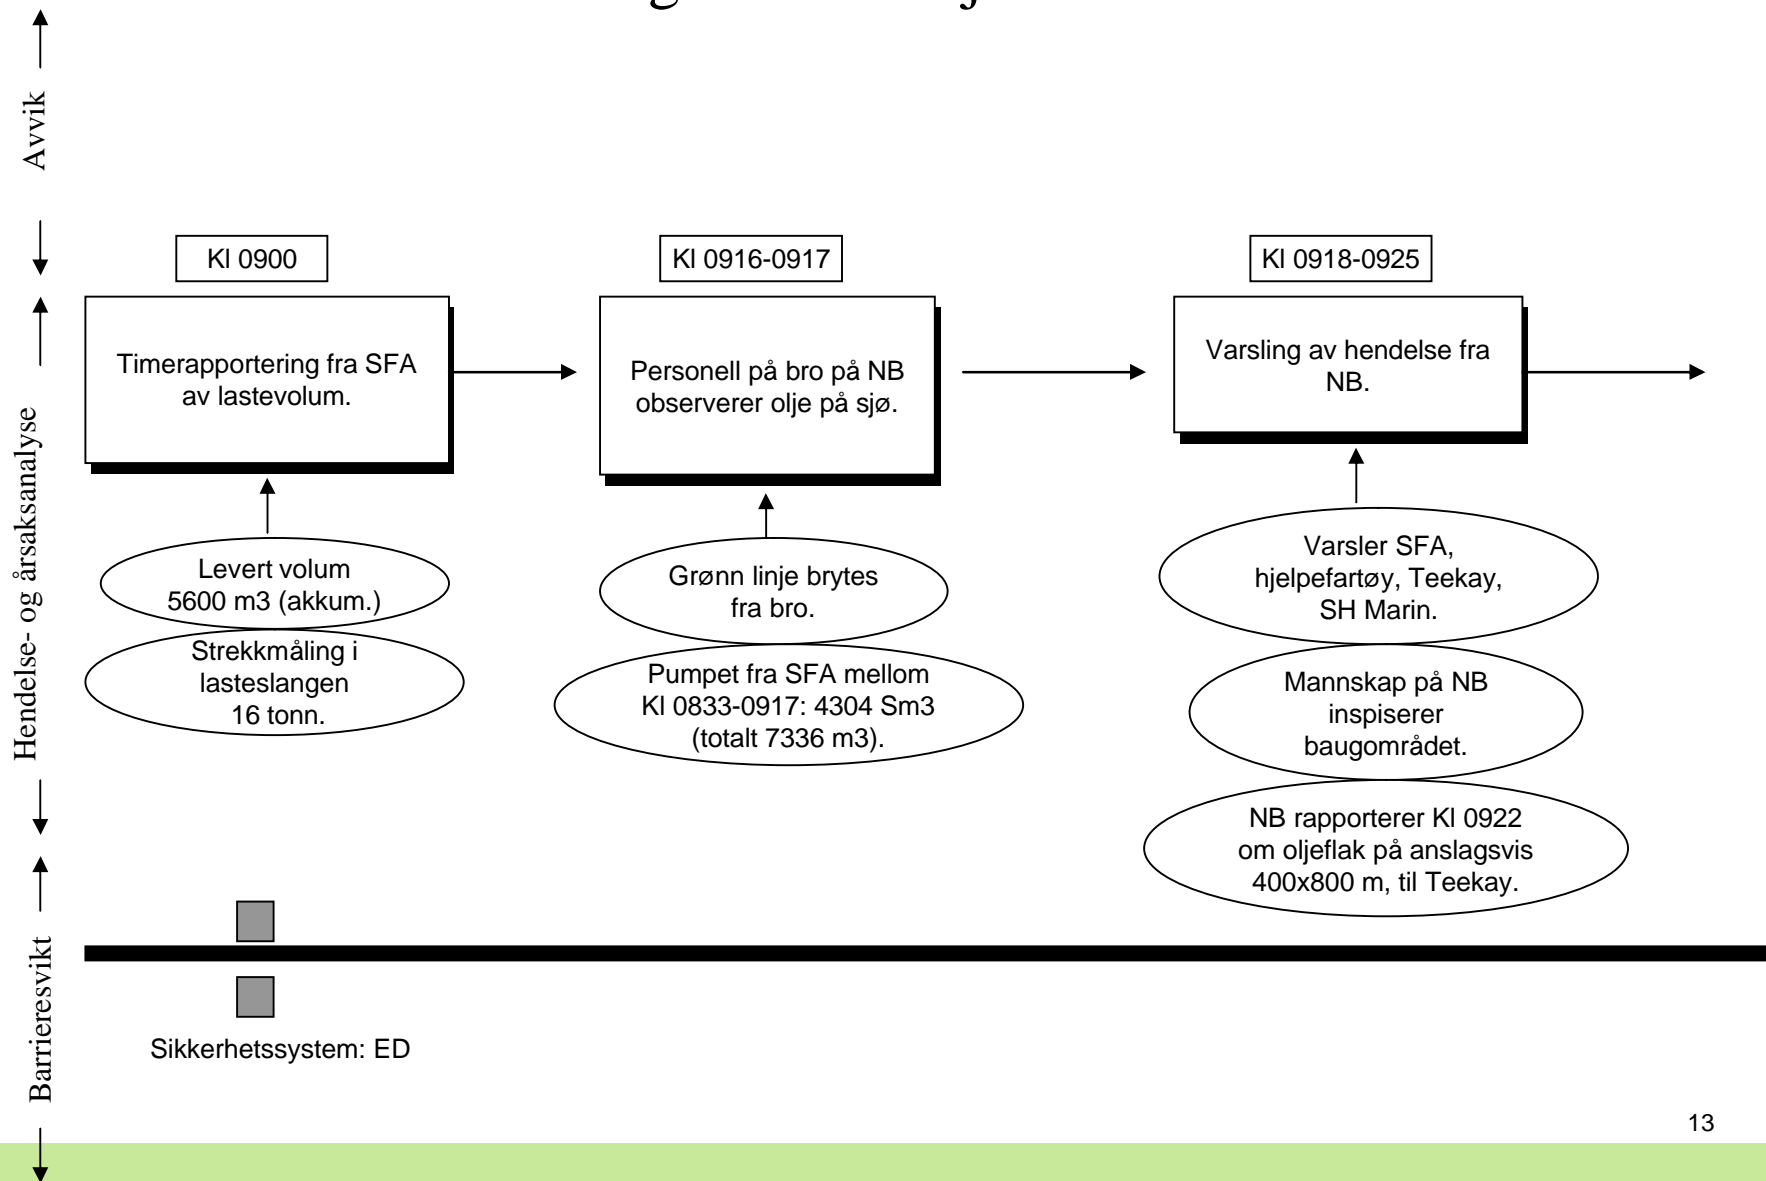 Avvik
Hendelse- og årsaksanalyse
Barrieresvikt
Kl 0900
Timerapportering fra SFA
av lastevolum.
Levert volum
5600 m3 (akkum.)
Strekkmåling i
lasteslangen
16 tonn.
Kl 0916-0917
Personell på bro på NB
observerer olje på sjø.
Grønn linje brytes
fra bro.
Pumpet fra SFA mellom
Kl 0833-0917: 4304 Sm3
(totalt 7336 m3).
Kl 0918-0925
Varsling av hendelse fra
NB.
Varsler SFA,
hjelpefartøy, Teekay,
SH Marin.
Mannskap på NB
inspiserer
baugområdet.
NB rapporterer Kl 0922
om oljeflak på anslagsvis
400x800 m, til Teekay.
Sikkerhetssystem: ED
13